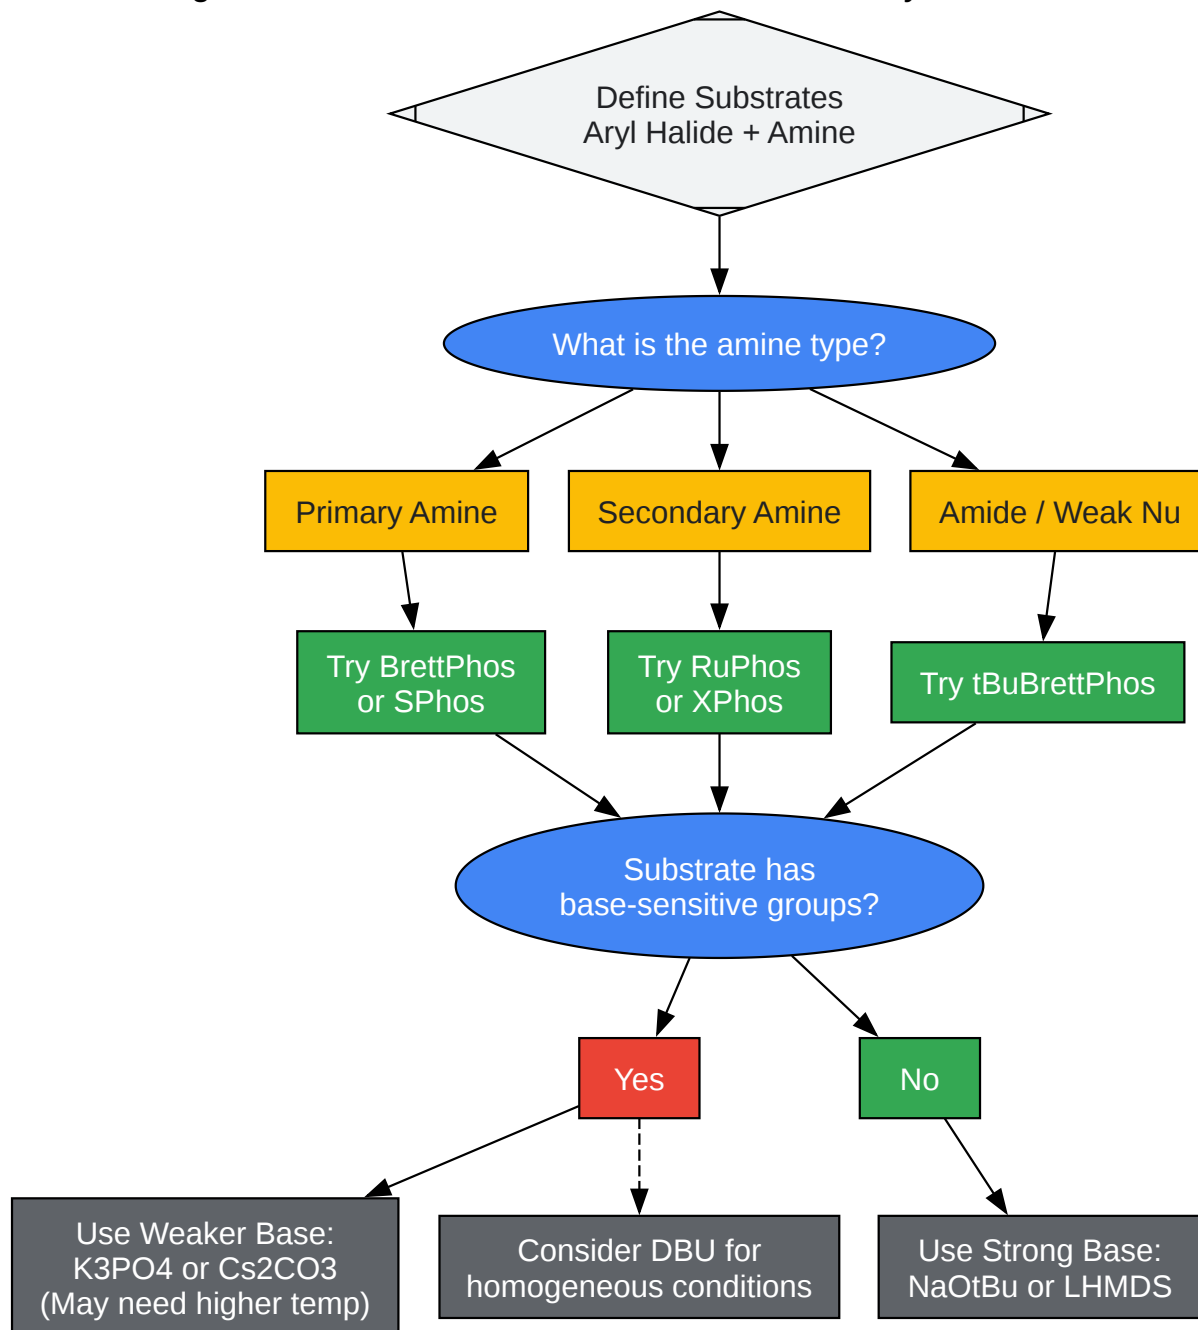 Define Substrates
Aryl Halide + Amine
What is the amine type?
Primary Amine
Secondary Amine
Amide / Weak Nu
Try BrettPhos
or SPhos
Try RuPhos
or XPhos
Try tBuBrettPhos
Substrate has
base-sensitive groups?
Yes
No
Use Weaker Base:
K3PO4 or Cs2CO3
(May need higher temp)
Consider DBU for
homogeneous conditions
Use Strong Base:
NaOtBu or LHMDS